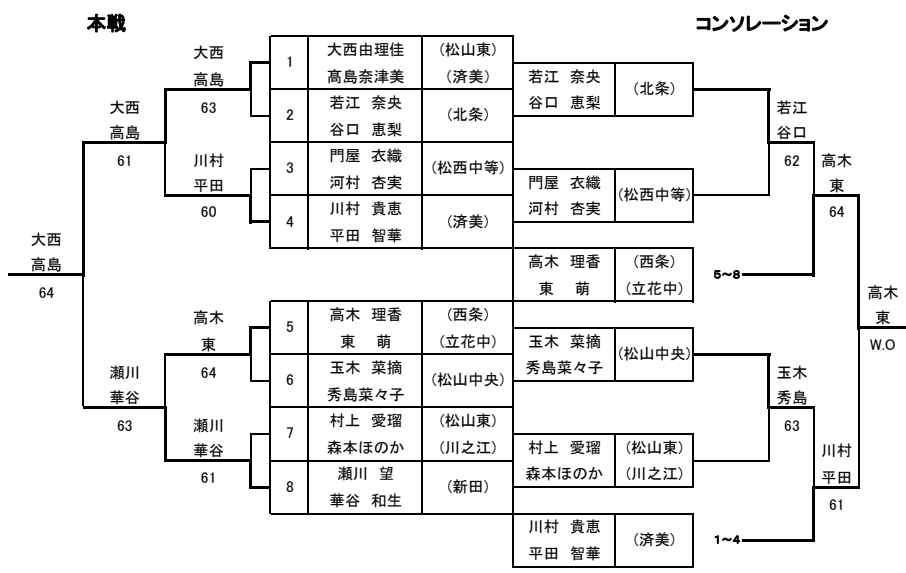 本戦
コンソレーション
大西
高島
64
大西
高島
61
瀬川
華谷
63
大西
高島
63
川村
平田
60
高木
東
64
瀬川
華谷
61
1 大西由理佳 (松山東)
髙島奈津美 (済美)
2 若江 奈央 (北条)
谷口 恵梨
3 門屋 衣織 (松西中等)
河村 杏実
4 川村 貴恵 (済美)
平田 智華
5 高木 理香 (西条)
東 萌 (立花中)
6 玉木 菜摘 (松山中央)
秀島菜々子
7 村上 愛瑠 (松山東)
森本ほのか (川之江)
8 瀬川 望 (新田)
華谷 和生
若江 奈央 (北条)
谷口 恵梨
門屋 衣織 (松西中等)
河村 杏実
高木 理香 (西条)
東 萌 (立花中)
5~8
玉木 菜摘 (松山中央)
秀島菜々子
村上 愛瑠 (松山東)
森本ほのか (川之江)
川村 貴恵 (済美)
平田 智華
1~4
若江
谷口
62
玉木
秀島
63
高木
東
64
川村
平田
61
高木
東
W.O